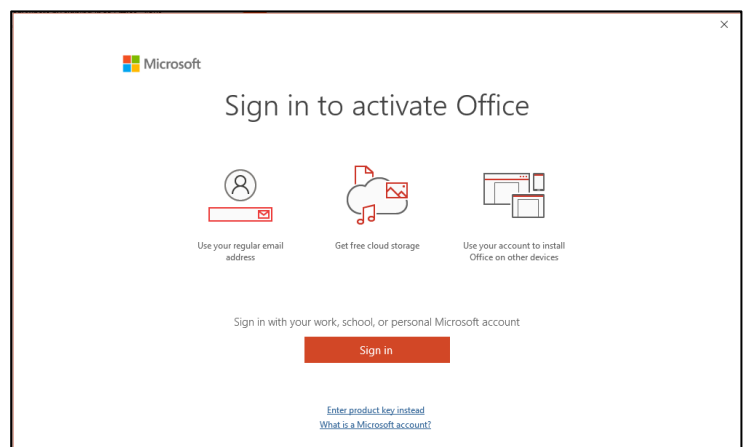 Microsoft
Sign in to activate Office
Use your regular email
address
Get free cloud storage
Use your account to install
Office on other devices
Sign in with your work, school, or personal Microsoft account
Sign in
Enter product key instead
What is a Microsoft account?